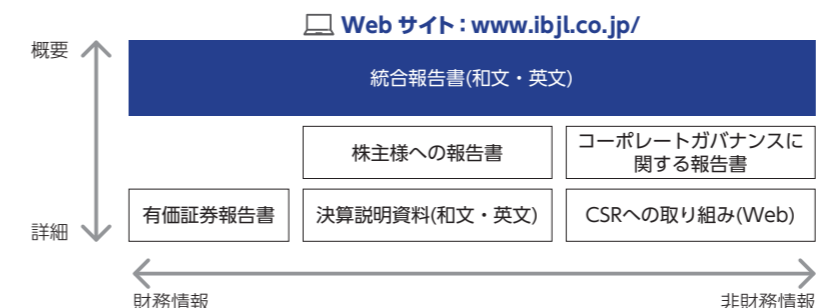 Web サイト：www.ibjl.co.jp/
概要
統合報告書(和文・英文)
株主様への報告書
コーポレートガバナンスに
関する報告書
有価証券報告書
決算説明資料(和文・英文)
CSRへの取り組み(Web)
詳細
財務情報
非財務情報